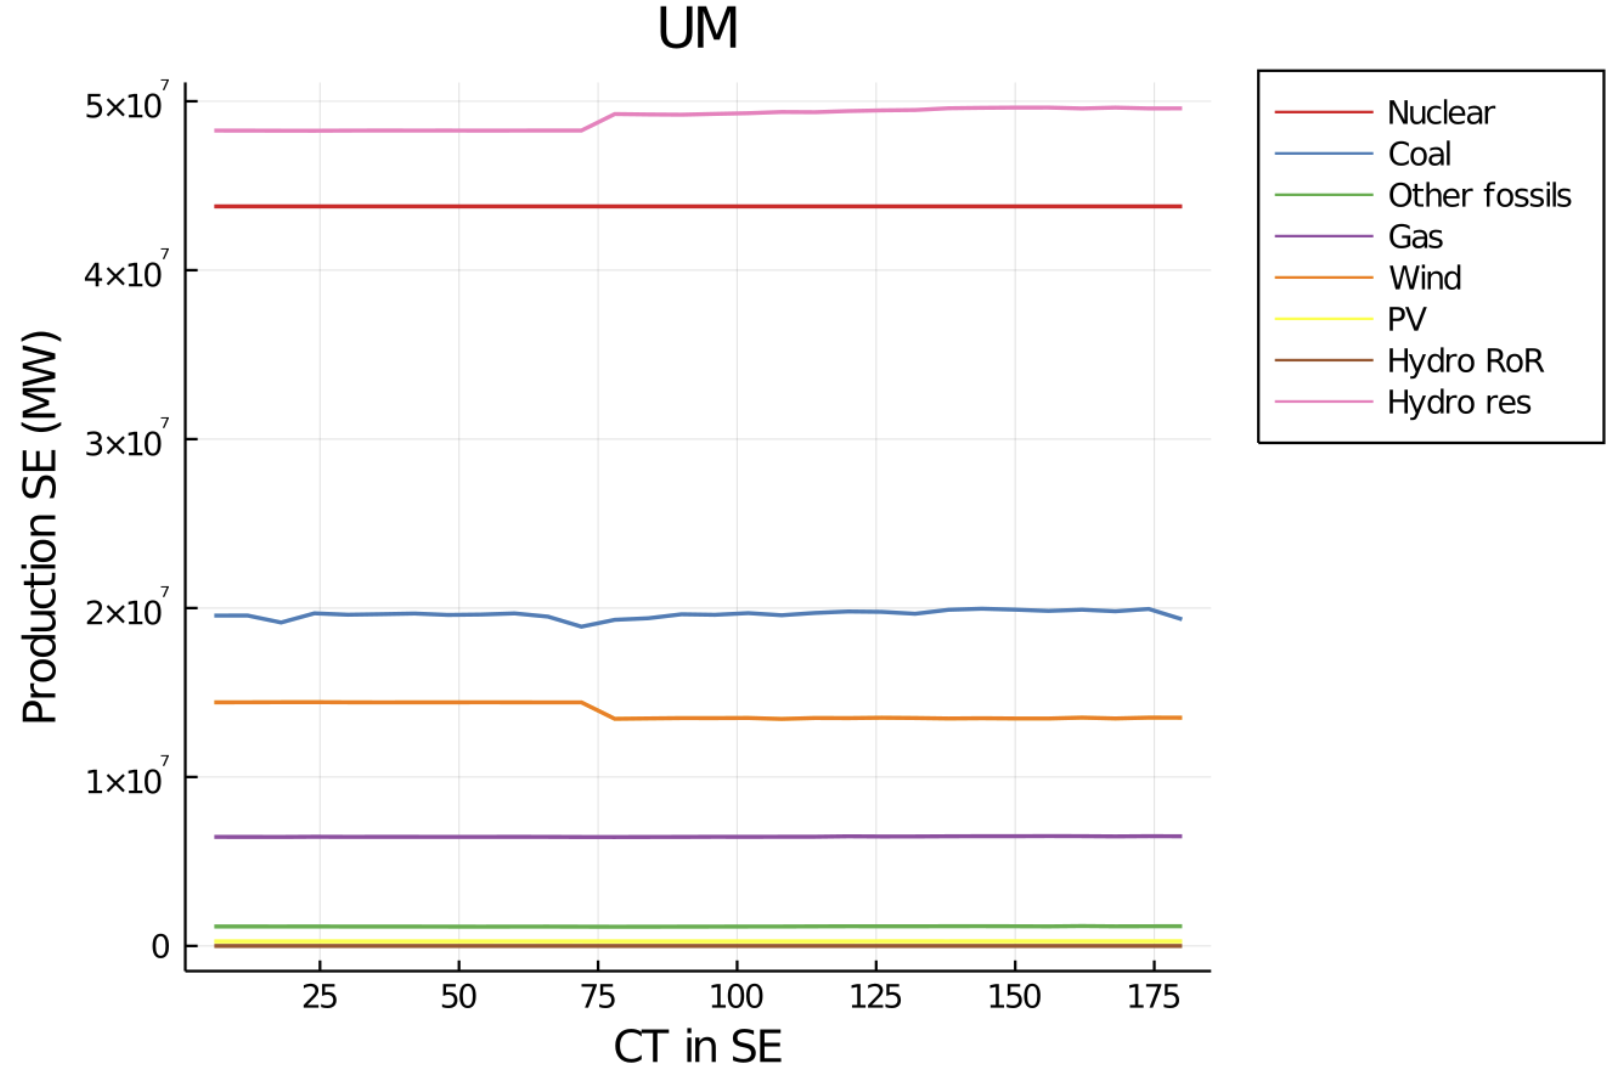 UM
Production SE (MW)
5×10⁷
4×10⁷
3×10⁷
2×10⁷
1×10⁷
0
25 50 75 100 125 150 175
CT in SE
Nuclear
Coal
Other fossils
Gas
Wind
PV
Hydro RoR
Hydro res